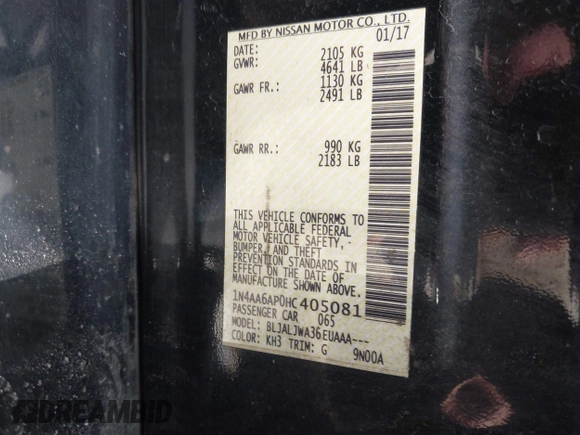 MFD BY NISSAN MOTOR CO., LTD.
DATE: 01/17
GVWR: 2105 KG
4641 LB
GAWR FR.: 1130 KG
2491 LB
GAWR RR.: 990 KG
2183 LB
THIS VEHICLE CONFORMS TO
ALL APPLICABLE FEDERAL
MOTOR VEHICLE SAFETY,
BUMPER, AND THEFT
PREVENTION STANDARDS IN
EFFECT ON THE DATE OF
MANUFACTURE SHOWN ABOVE.
1N4AA6AP0HC405081
PASSENGER CAR 065
MODEL: BLJALJWA36EUAAA---
COLOR: KH3 TRIM: G 9N00A
DREAMBID